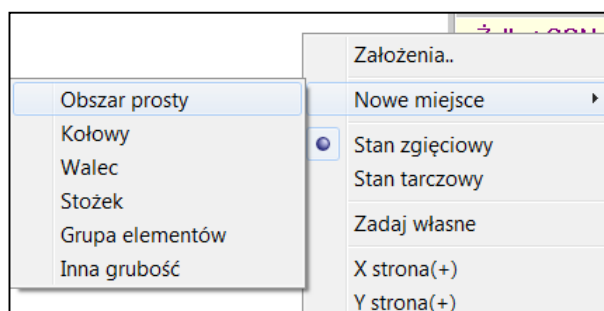 Założenia..
Nowe miejsce
Stan zgięciowy
Stan tarczowy
Zadaj własne
X strona(+)
Y strona(+)
Obszar prosty
Kołowy
Walec
Stożek
Grupa elementów
Inna grubość